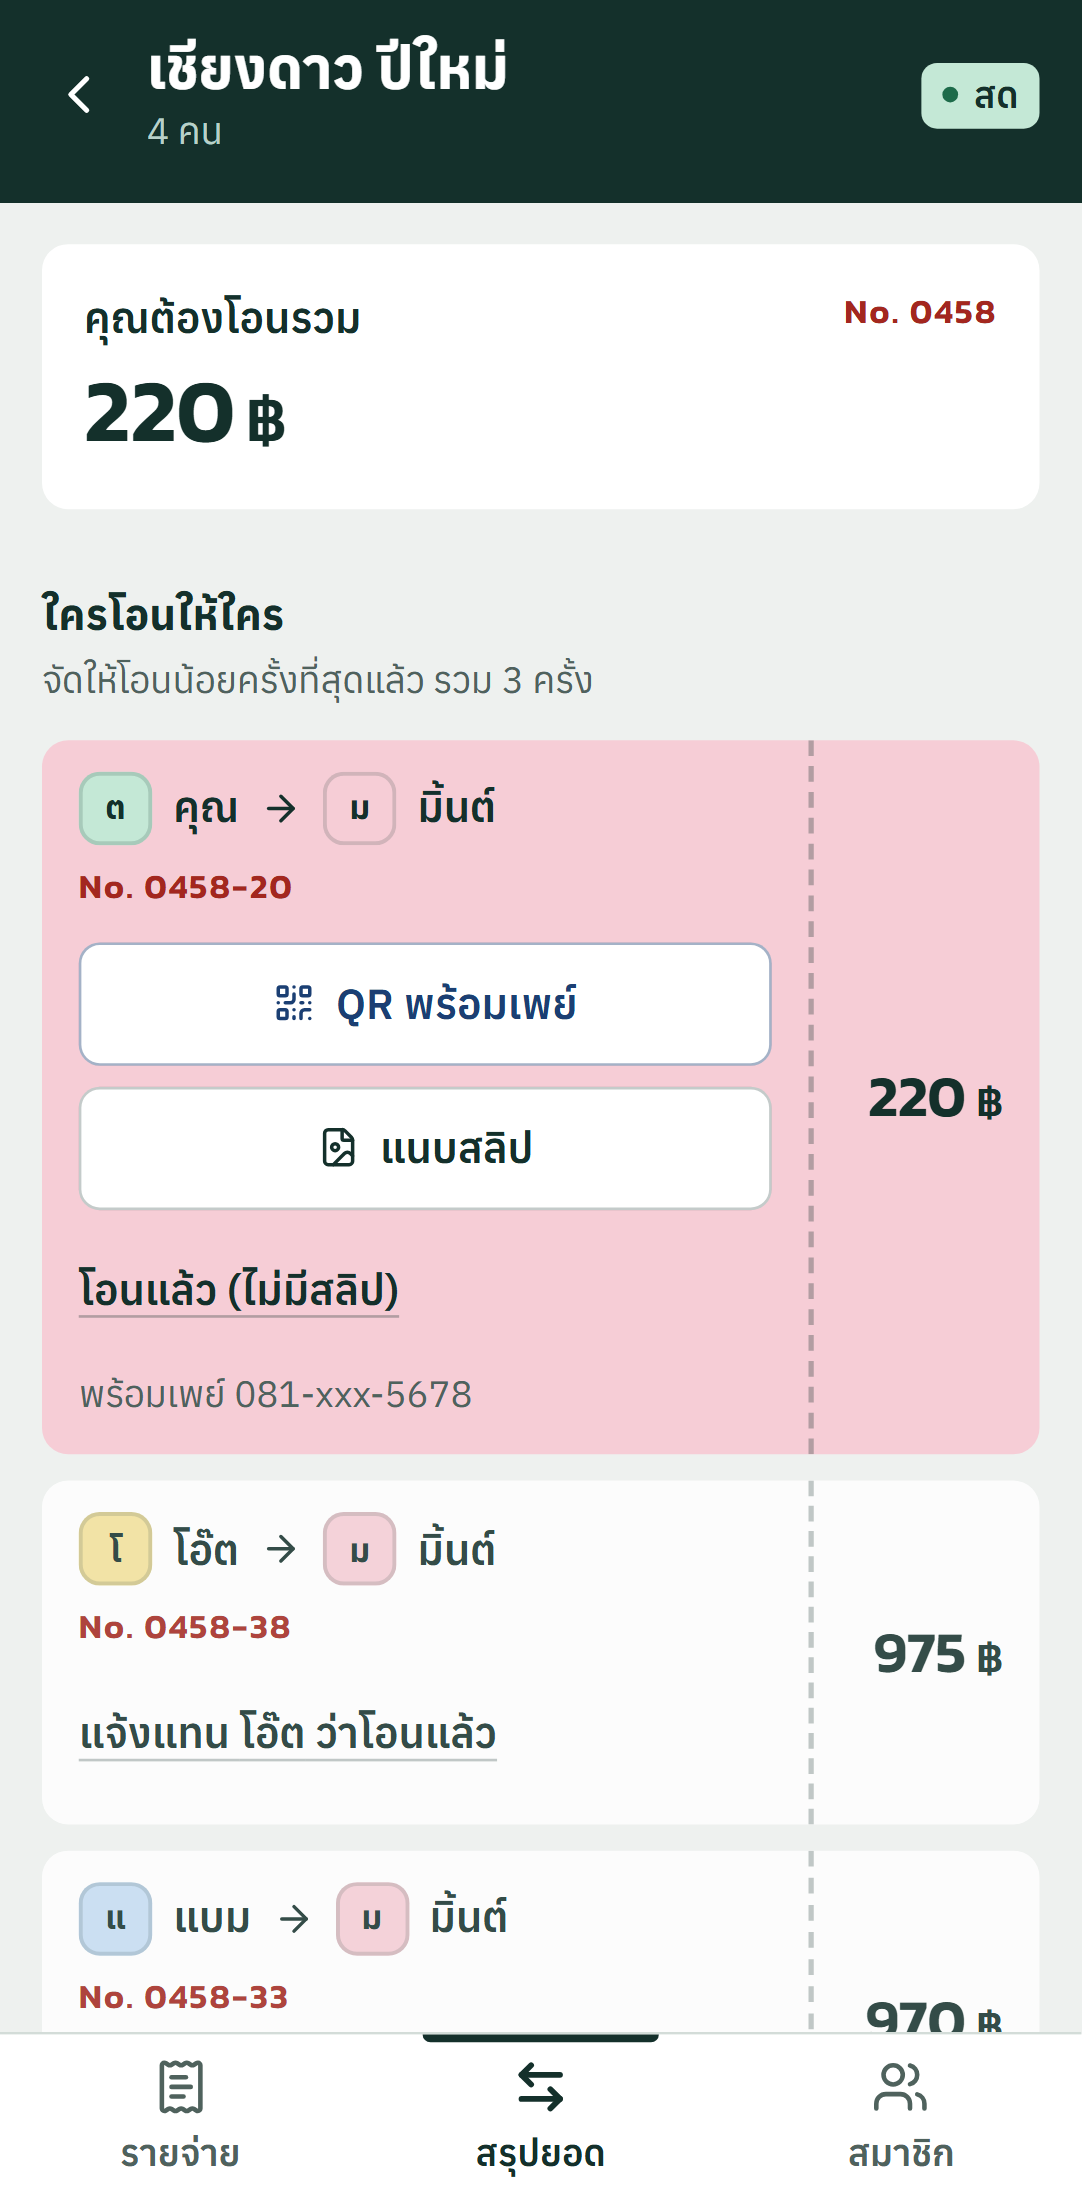 เชียงดาว ปีใหม่
4 คน
สด
คุณต้องโอนรวม
No. 0458
220 ฿
ใครโอนให้ใคร
จัดให้โอนน้อยครั้งที่สุดแล้ว รวม 3 ครั้ง
ต คุณ → ม มิ้นต์
No. 0458-20
QR พร้อมเพย์
220 ฿
แนบสลิป
โอนแล้ว (ไม่มีสลิป)
พร้อมเพย์ 081-xxx-5678
โ โอ๊ต → ม มิ้นต์
No. 0458-38
975 ฿
แจ้งแทน โอ๊ต ว่าโอนแล้ว
แ แบม → ม มิ้นต์
No. 0458-33
970 ฿
รายจ่าย
สรุปยอด
สมาชิก